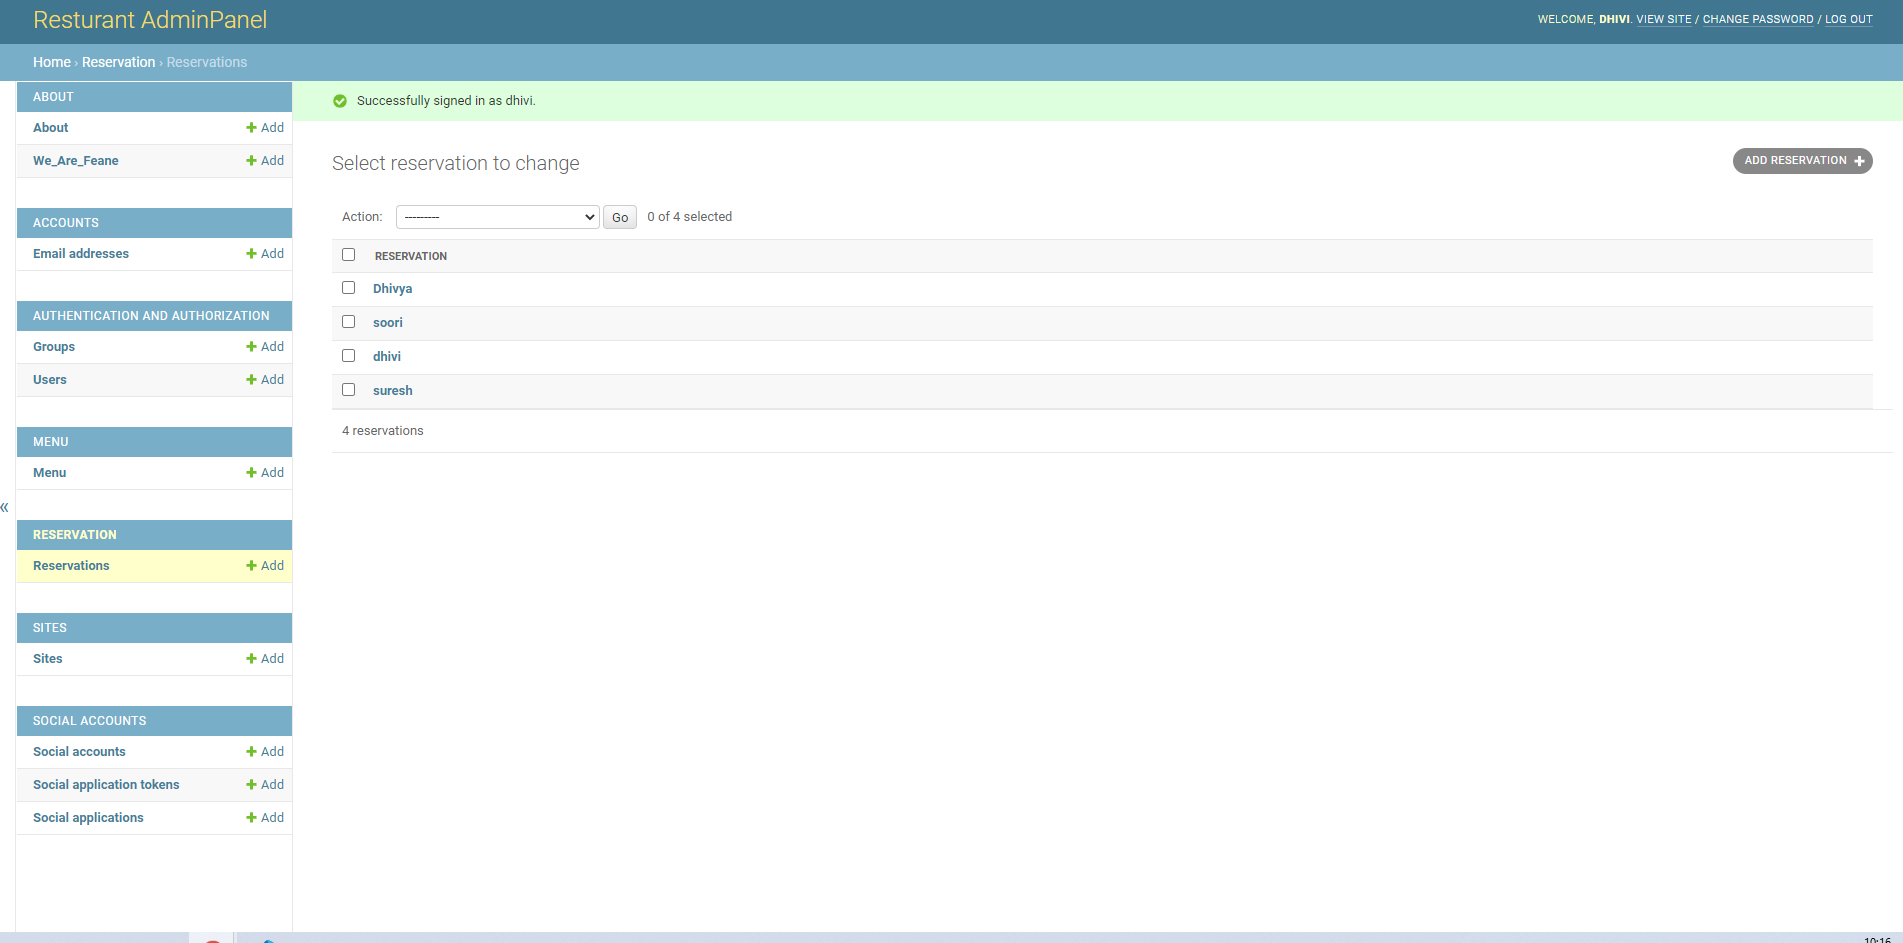 Resturant AdminPanel
WELCOME, DHIVI. VIEW SITE / CHANGE PASSWORD / LOG OUT
Home › Reservation › Reservations
ABOUT
About + Add
We_Are_Feane + Add
ACCOUNTS
Email addresses + Add
AUTHENTICATION AND AUTHORIZATION
Groups + Add
Users + Add
MENU
Menu + Add
«
RESERVATION
Reservations + Add
SITES
Sites + Add
SOCIAL ACCOUNTS
Social accounts + Add
Social application tokens + Add
Social applications + Add
Successfully signed in as dhivi.
Select reservation to change
ADD RESERVATION +
Action: --------- Go 0 of 4 selected
RESERVATION
Dhivya
soori
dhivi
suresh
4 reservations
10:16